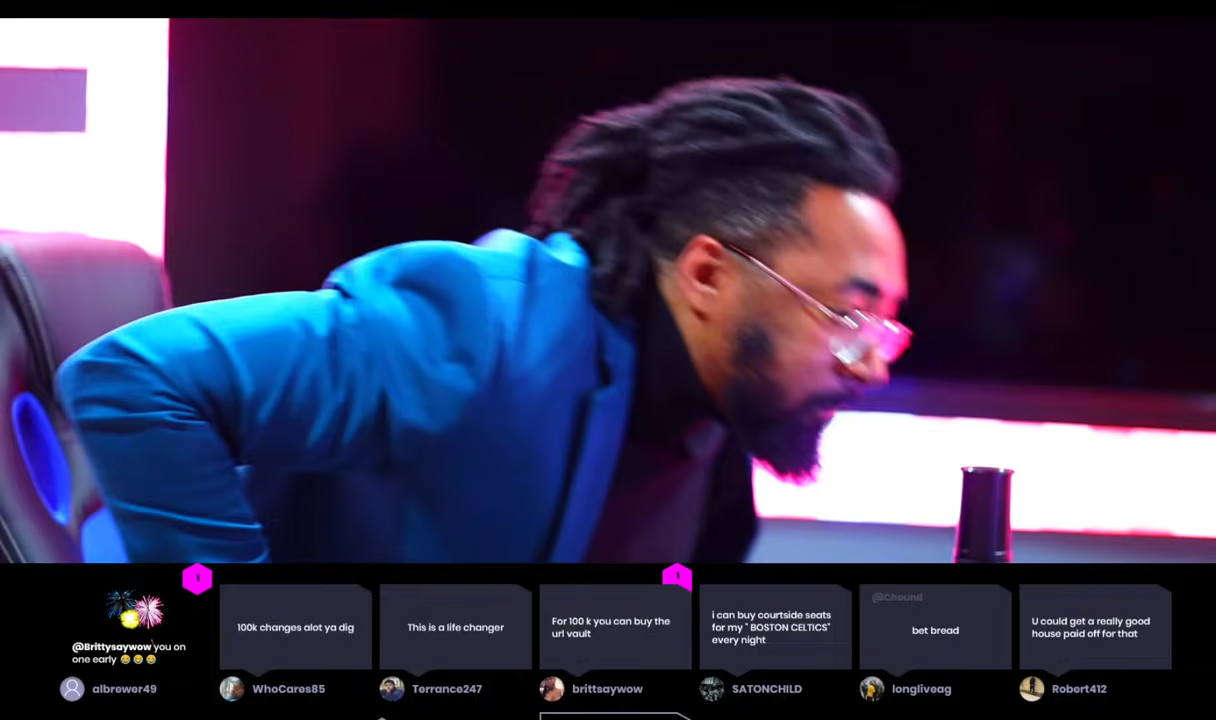 1
1
@Brittysaywow you on
one early 😂😂😂
albrewer49
100k changes alot ya dig
WhoCares85
This is a life changer
Terrance247
For 100 k you can buy the
url vault
brittsaywow
i can buy courtside seats
for my " BOSTON CELTICS"
every night
SATONCHILD
@Chound
bet bread
longliveag
U could get a really good
house paid off for that
Robert412